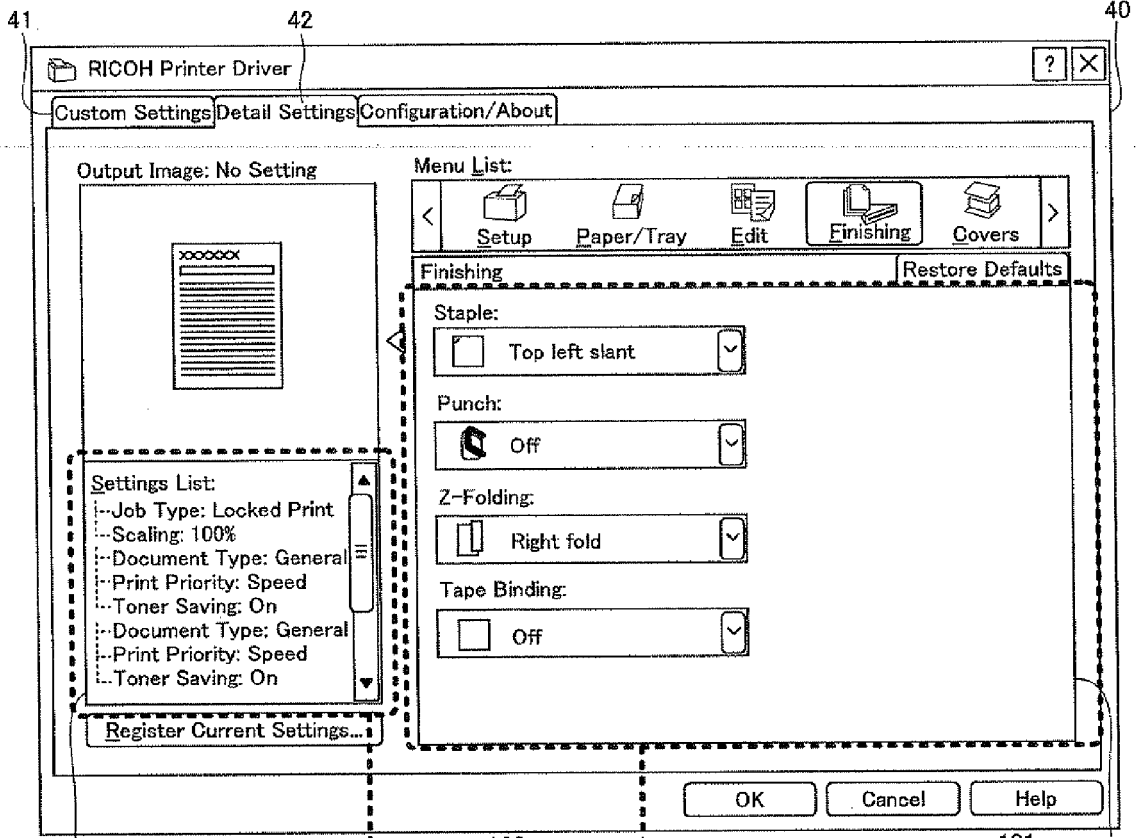 41 42 40
RICOH Printer Driver ? X
Custom Settings Detail Settings Configuration/About
Output Image: No Setting
Menu List:
< Setup Paper/Tray Edit Finishing Covers >
XXXXXX
Finishing Restore Defaults
Staple:
Top left slant
Punch:
Off
Z-Folding:
Right fold
Tape Binding:
Off
Settings List:
Job Type: Locked Print
Scaling: 100%
Document Type: General
Print Priority: Speed
Toner Saving: On
Document Type: General
Print Priority: Speed
Toner Saving: On
Register Current Settings...
OK Cancel Help